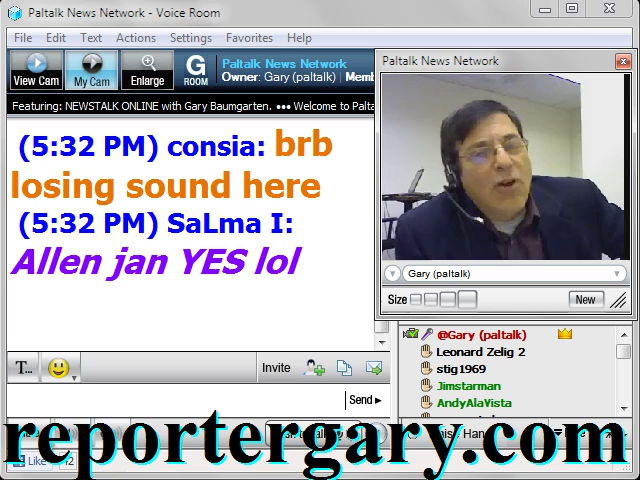 Paltalk News Network - Voice Room
File Edit Text Actions Settings Favorites Help
View Cam
My Cam
Enlarge
G
ROOM
Paltalk News Network
Owner: Gary (paltalk)
Featuring: NEWSTALK ONLINE with Gary Baumgarten. ●●● Welcome to Palta
Paltalk News Network
(5:32 PM) consia: brb
losing sound here
(5:32 PM) SaLma I:
Allen jan YES lol
Gary (paltalk)
Size
New
T...
Invite
Send
@Gary (paltalk)
Leonard Zelig 2
stig1969
Jimstarman
AndyAlaVista
reportergary.com
Like